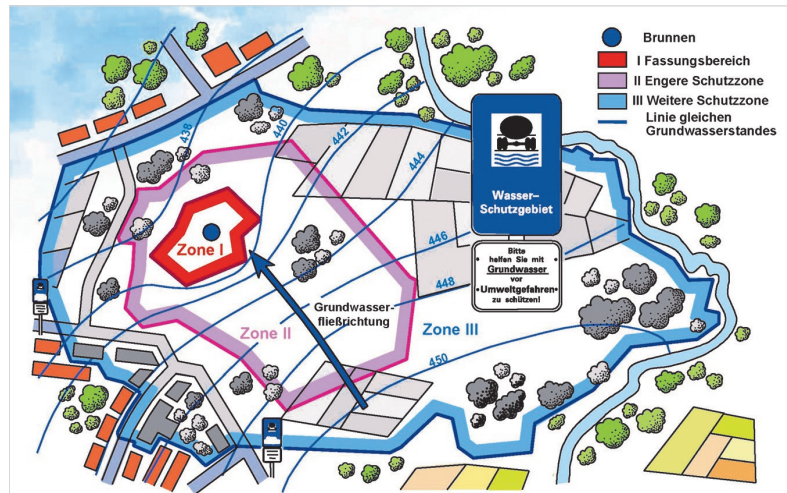 Brunnen
I Fassungsbereich
II Engere Schutzzone
III Weitere Schutzzone
Linie gleichen
Grundwasserstandes
438
440
442
444
Wasser-
Schutzgebiet
Bitte
helfen Sie mit
Grundwasser
vor
Umweltgefahren
zu schützen!
Zone I
446
448
Grundwasser-
fließrichtung
Zone II
Zone III
450